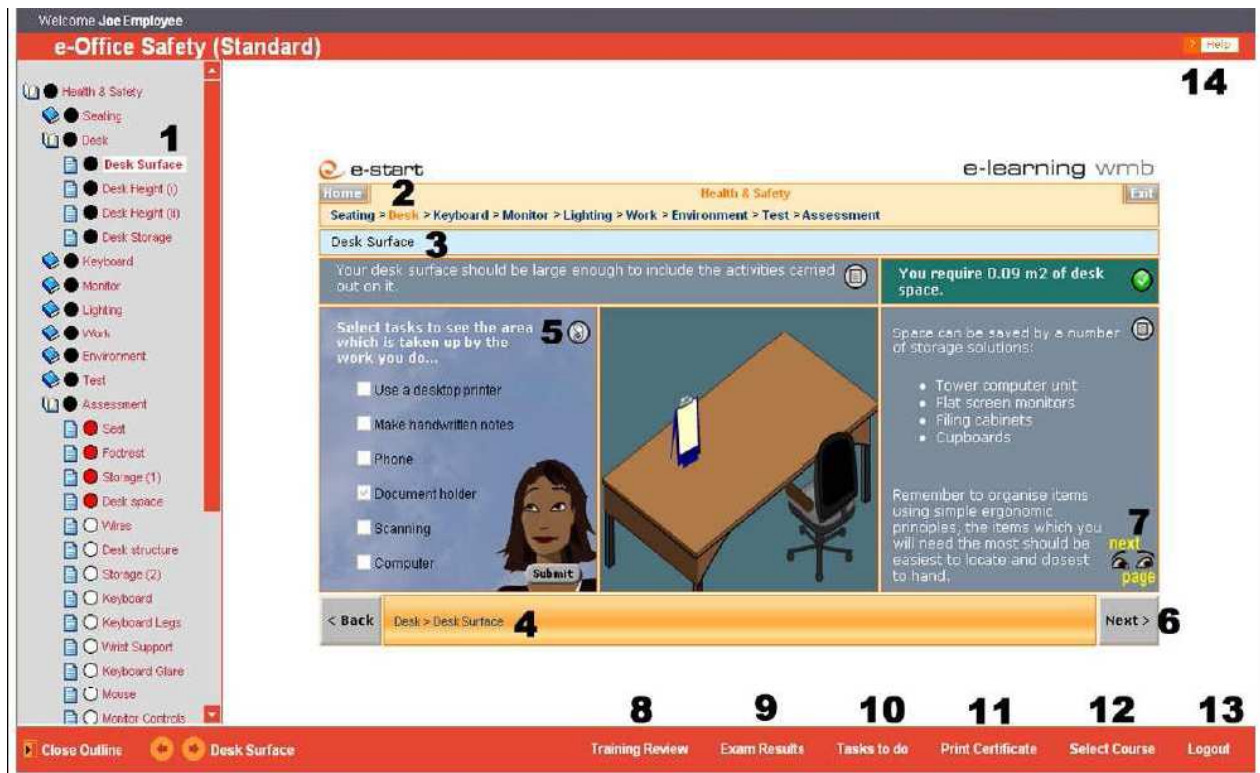 Welcome Joe Employee
e-Office Safety (Standard)
? Help
14
Health & Safety
Seating
Desk
1
Desk Surface
Desk Height (i)
Desk Height (ii)
Desk Storage
Keyboard
Monitor
Lighting
Work
Environment
Test
Assessment
Seat
Footrest
Storage (1)
Desk space
Wires
Desk structure
Storage (2)
Keyboard
Keyboard Legs
Wrist Support
Keyboard Glare
Mouse
Monitor Controls
e-start
e-learning wmb
Home
2
Health & Safety
Exit
Seating > Desk > Keyboard > Monitor > Lighting > Work > Environment > Test > Assessment
Desk Surface
3
Your desk surface should be large enough to include the activities carried
out on it.
You require 0.09 m2 of desk
space.
Select tasks to see the area
which is taken up by the
work you do...
5
Use a desktop printer
Make handwritten notes
Phone
Document holder
Scanning
Computer
Submit
Space can be saved by a number
of storage solutions:
• Tower computer unit
• Flat screen monitors
• Filing cabinets
• Cupboards
Remember to organise items
using simple ergonomic
principles, the items which you
will need the most should be
easiest to locate and closest
to hand.
7
next
page
< Back
Desk > Desk Surface
4
Next >
6
8
9
10
11
12
13
Close Outline
Desk Surface
Training Review
Exam Results
Tasks to do
Print Certificate
Select Course
Logout